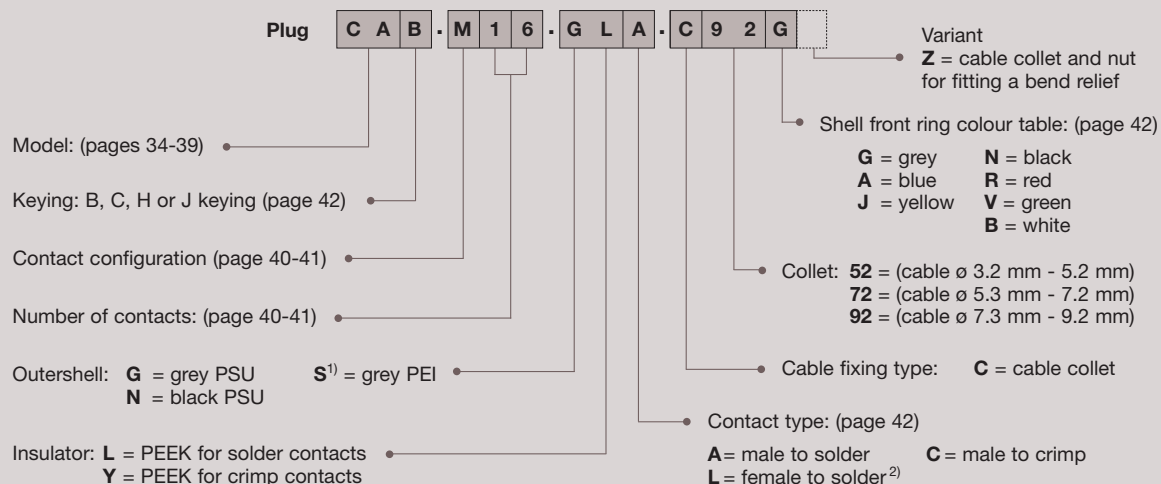 Plug CAB.M16.GLA.C92G
Variant
Z = cable collet and nut
for fitting a bend relief
Shell front ring colour table: (page 42)
G = grey N = black
A = blue R = red
J = yellow V = green
B = white
Model: (pages 34-39)
Keying: B, C, H or J keying (page 42)
Contact configuration (page 40-41)
Collet: 52 = (cable ø 3.2 mm - 5.2 mm)
72 = (cable ø 5.3 mm - 7.2 mm)
92 = (cable ø 7.3 mm - 9.2 mm)
Number of contacts: (page 40-41)
Outershell: G = grey PSU S1) = grey PEI
N = black PSU
Cable fixing type: C = cable collet
Contact type: (page 42)
A= male to solder C = male to crimp
L = female to solder2)
Insulator: L = PEEK for solder contacts
Y = PEEK for crimp contacts